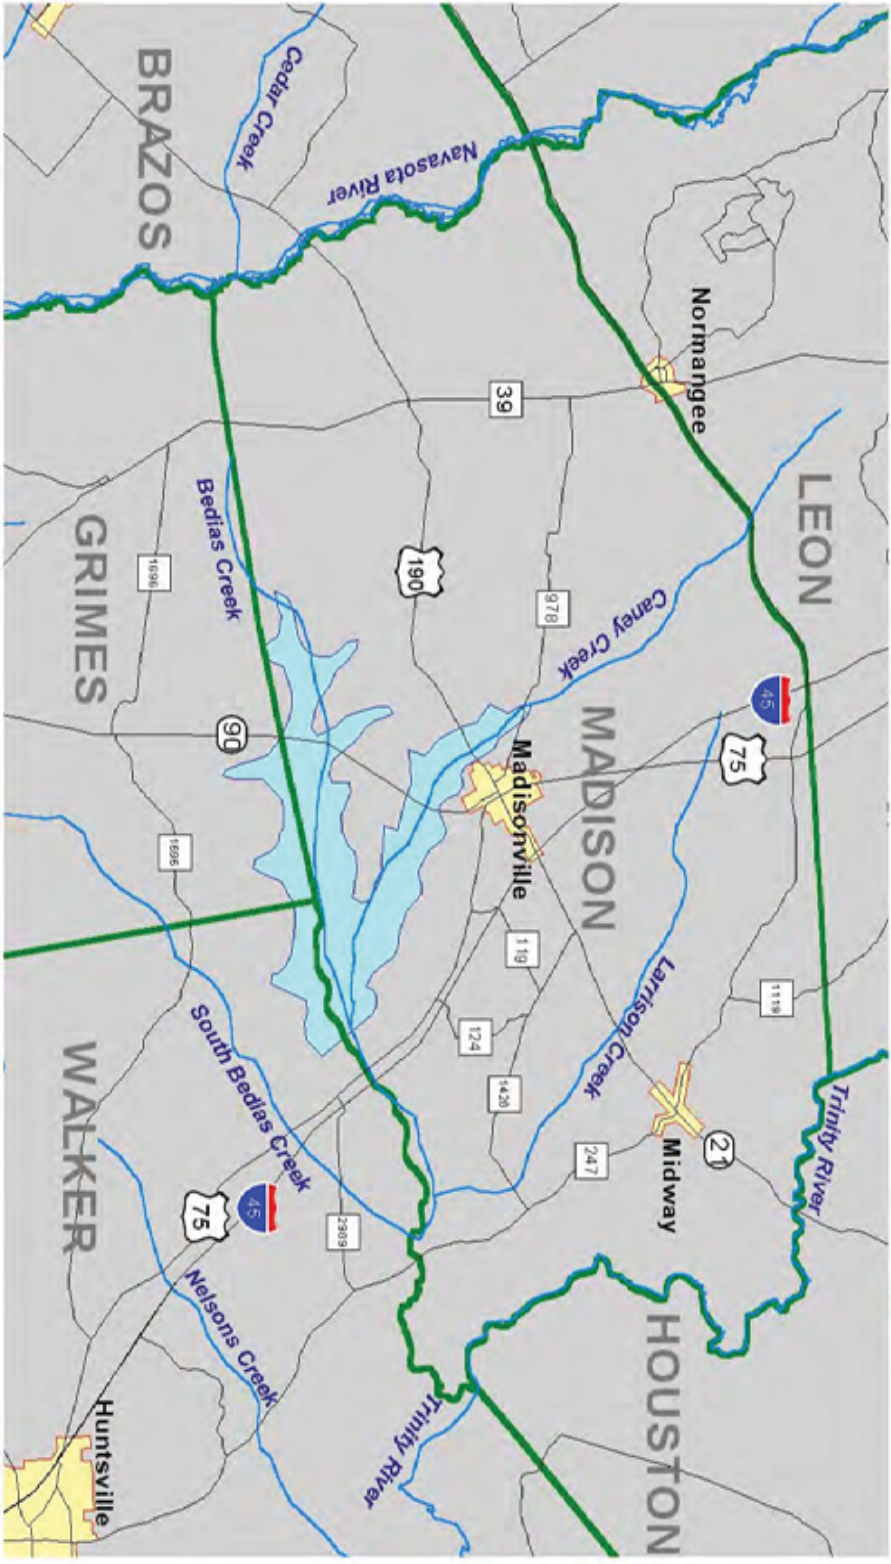 Trinity River
LEON
1119
45
75
21
Normangee
Midway
HOUSTON
Larrison Creek
Caney Creek
MADISON
247
978
119
Madisonville
39
1428
124
190
Navasota River
Trinity River
2989
Cedar Creek
45
South Bedias Creek
90
Nelsons Creek
Bedias Creek
75
1696
1696
BRAZOS
Huntsville
GRIMES
WALKER